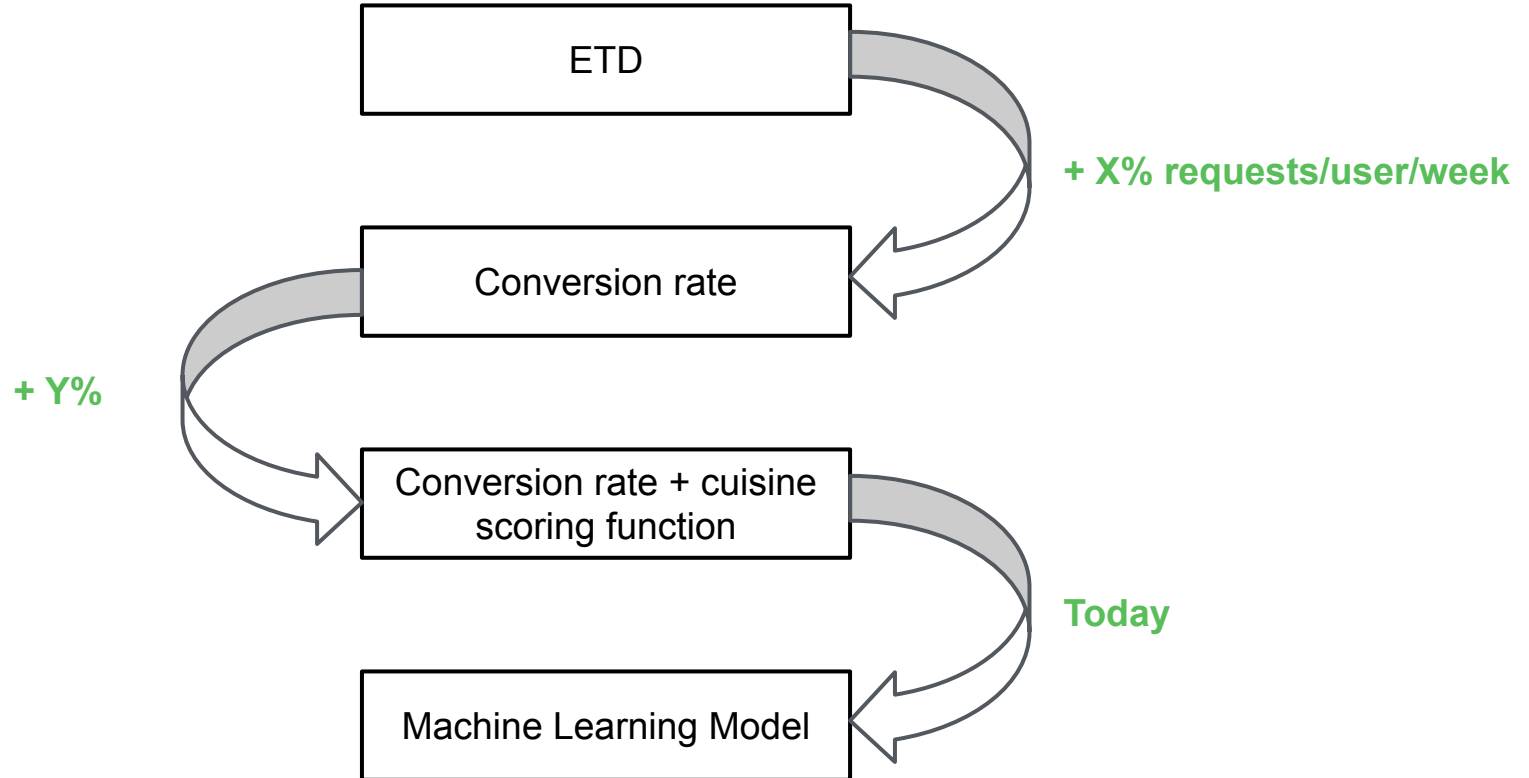 ETD
+ X% requests/user/week
Conversion rate
+ Y%
Conversion rate + cuisine
scoring function
Today
Machine Learning Model